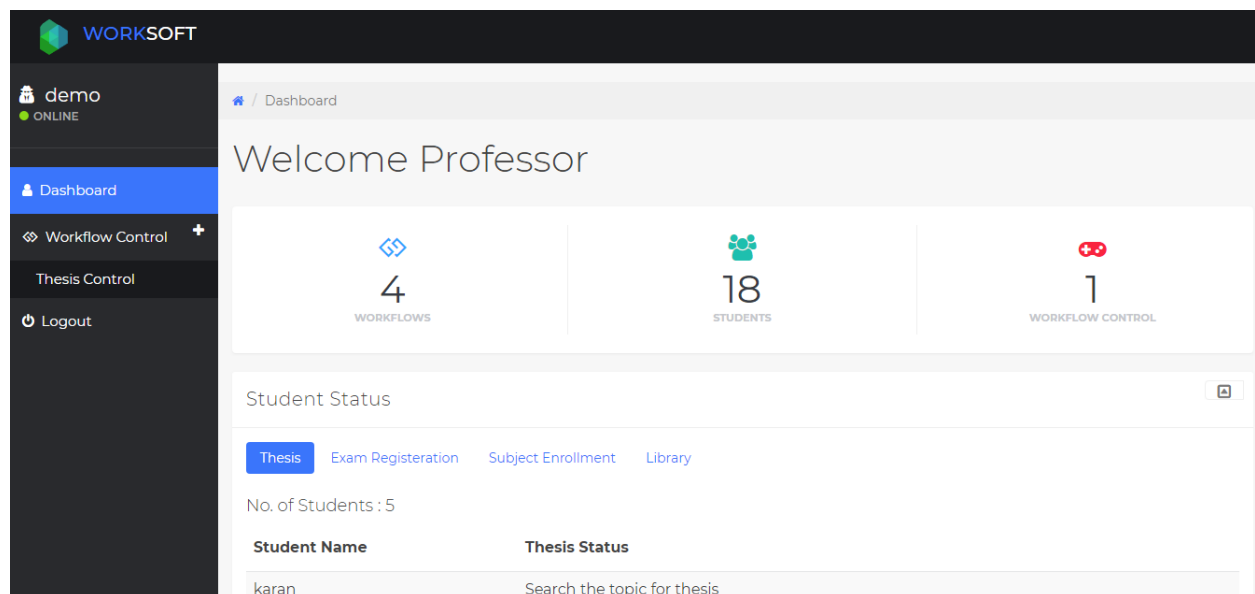 WORKSOFT
demo
ONLINE
Dashboard
Workflow Control
Thesis Control
Logout
/ Dashboard
Welcome Professor
4
WORKFLOWS
18
STUDENTS
1
WORKFLOW CONTROL
Student Status
Thesis Exam Registeration Subject Enrollment Library
No. of Students : 5
Student Name Thesis Status
karan Search the topic for thesis